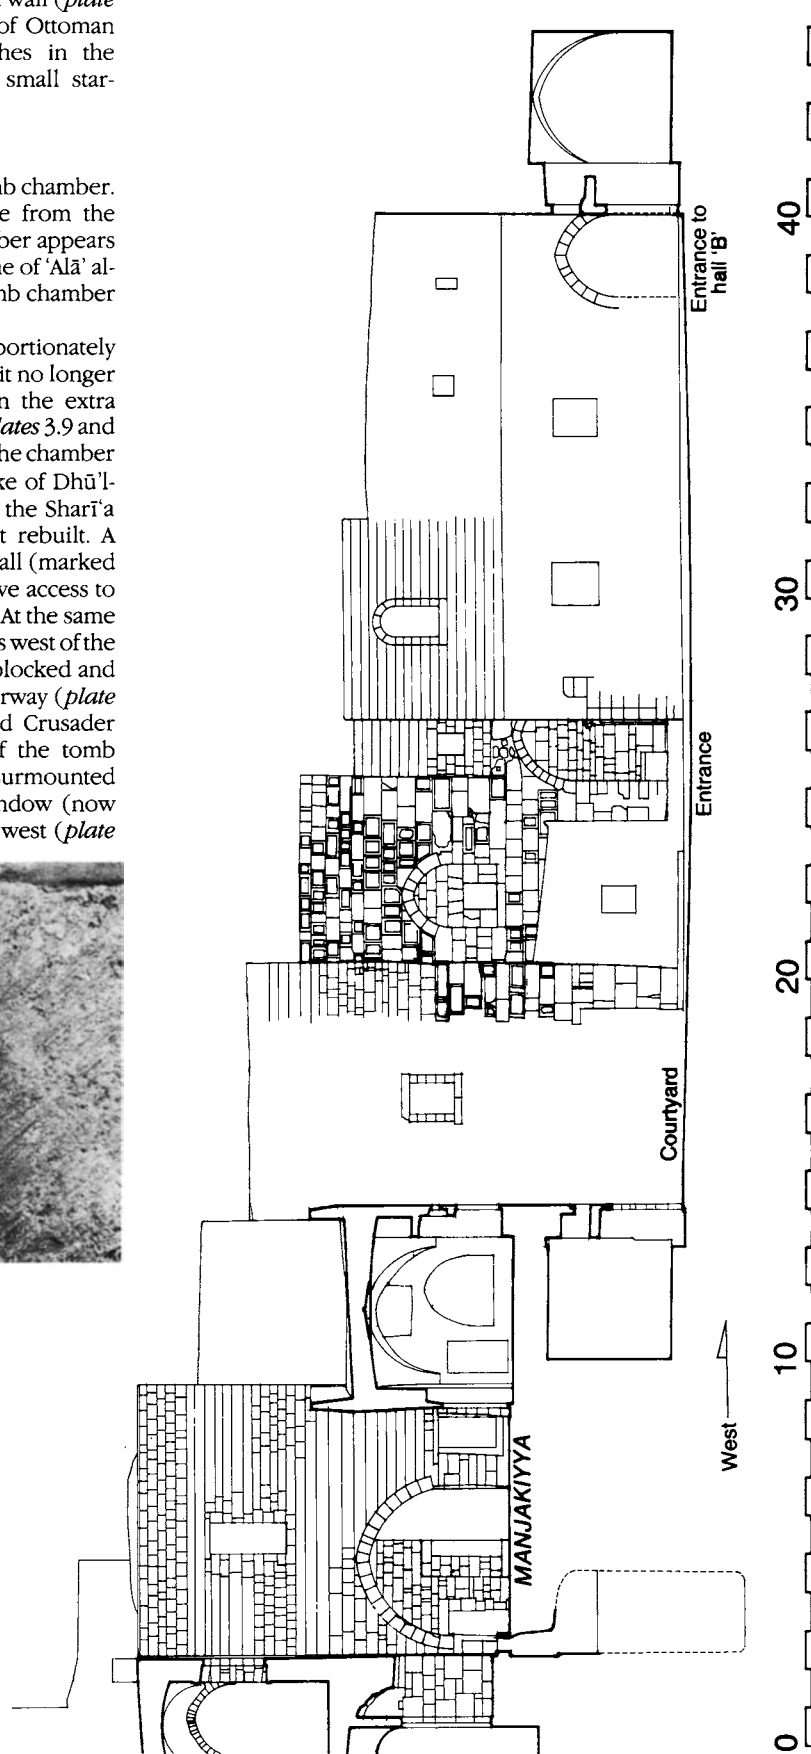 wall (plate
of Ottoman
hes in the
small star-
nb chamber.
e from the
ber appears
ne of ‘Alā’ al-
nb chamber
portionately
it no longer
n the extra
lates 3.9 and
he chamber
ke of Dhū’l-
the Sharī‘a
t rebuilt. A
all (marked
ve access to
At the same
s west of the
blocked and
rway (plate
d Crusader
f the tomb
surmounted
ndow (now
west (plate
Entrance to
hall ‘B’
Entrance
Courtyard
MANJAKIYYA
West
40
30
20
10
0